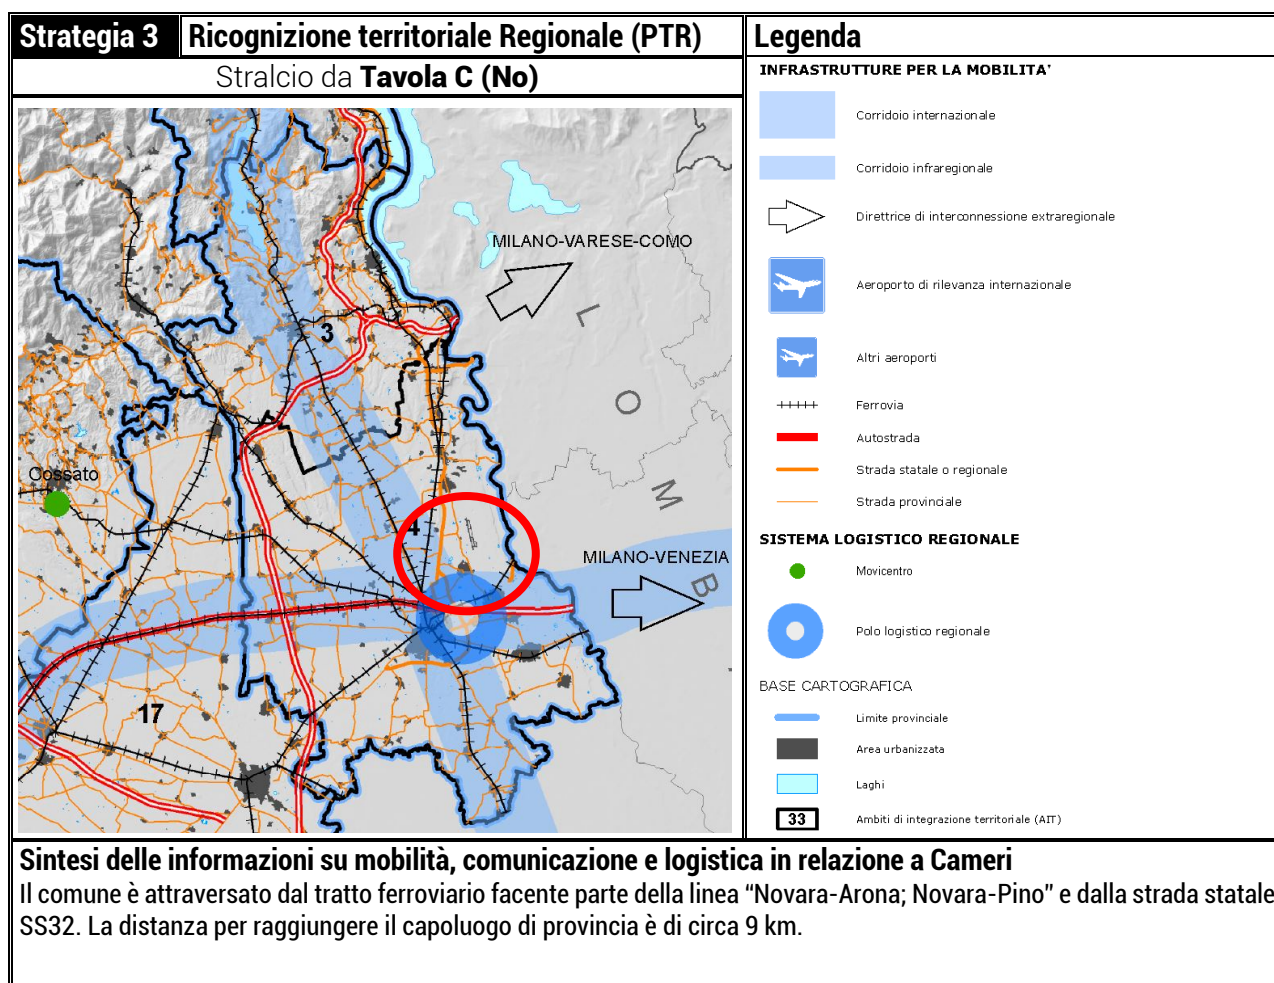 Strategia 3
Ricognizione territoriale Regionale (PTR)
Stralcio da Tavola C (No)
MILANO-VARESE-COMO
3
L
O
M
B
Cossato
4
MILANO-VENEZIA
17
Legenda
INFRASTRUTTURE PER LA MOBILITA'
Corridoio internazionale
Corridoio infraregionale
Direttrice di interconnessione extraregionale
Aeroporto di rilevanza internazionale
Altri aeroporti
Ferrovia
Autostrada
Strada statale o regionale
Strada provinciale
SISTEMA LOGISTICO REGIONALE
Movicentro
Polo logistico regionale
BASE CARTOGRAFICA
Limite provinciale
Area urbanizzata
Laghi
33 Ambiti di integrazione territoriale (AIT)
Sintesi delle informazioni su mobilità, comunicazione e logistica in relazione a Cameri
Il comune è attraversato dal tratto ferroviario facente parte della linea “Novara-Arona; Novara-Pino” e dalla strada statale
SS32. La distanza per raggiungere il capoluogo di provincia è di circa 9 km.